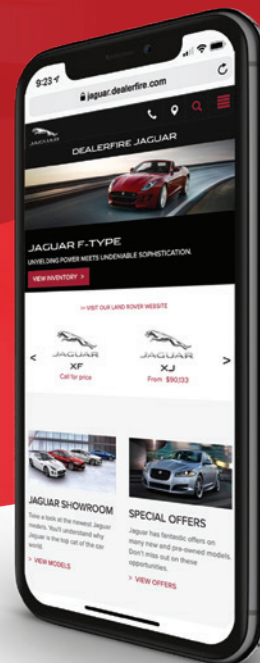 9:23
jaguar.dealerfire.com
JAGUAR
DEALERFIRE JAGUAR
JAGUAR F-TYPE
UNYIELDING POWER MEETS UNDENIABLE SOPHISTICATION.
VIEW INVENTORY >
>> VISIT OUR LAND ROVER WEBSITE
< JAGUAR JAGUAR >
XF XJ
Call for price From $90,133
JAGUAR SHOWROOM
Take a look at the newest Jaguar
models. You'll understand why
Jaguar is the top cat of the car
world.
> VIEW MODELS
SPECIAL OFFERS
Jaguar has fantastic offers on
many new and pre-owned models.
Don't miss out on these
opportunities.
> VIEW OFFERS